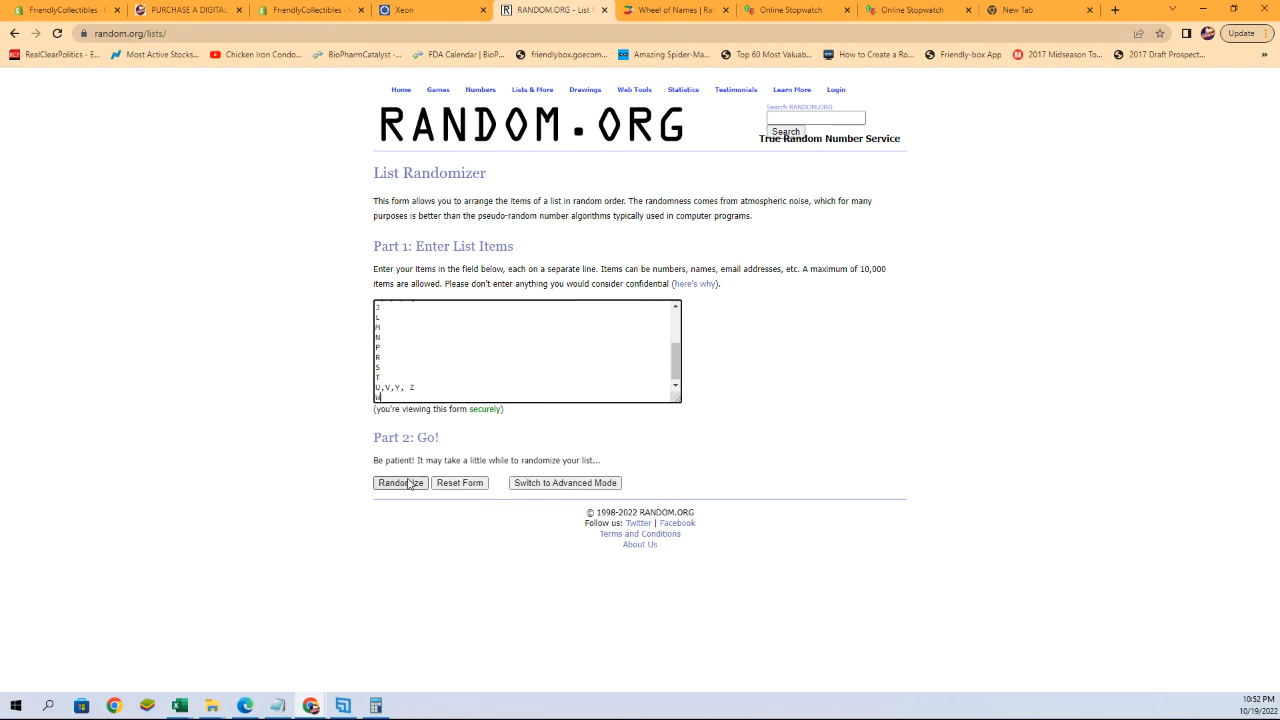 FriendlyCollectibles - C
PURCHASE A DIGITAL
FriendlyCollectibles - S
Xeon
RANDOM.ORG - List R
Wheel of Names | Ra
Online Stopwatch
Online Stopwatch
New Tab
random.org/lists/
Update
RealClearPolitics - E...
Most Active Stocks...
Chicken Iron Condo...
BioPharmCatalyst -...
FDA Calendar | BioP...
friendlybox.goecom...
Amazing Spider-Ma...
Top 60 Most Valuab...
How to Create a Ro...
Friendly-box App
2017 Midseason To...
2017 Draft Prospect...
Home Games Numbers Lists & More Drawings Web Tools Statistics Testimonials Learn More Login
RANDOM.ORG
Search RANDOM.ORG
Search
True Random Number Service
List Randomizer
This form allows you to arrange the items of a list in random order. The randomness comes from atmospheric noise, which for many
purposes is better than the pseudo-random number algorithms typically used in computer programs.
Part 1: Enter List Items
Enter your items in the field below, each on a separate line. Items can be numbers, names, email addresses, etc. A maximum of 10,000
items are allowed. Please don't enter anything you would consider confidential (here's why).
J
L
M
N
P
R
S
T
U,V,Y, Z
W
(you're viewing this form securely)
Part 2: Go!
Be patient! It may take a little while to randomize your list...
Randomize Reset Form Switch to Advanced Mode
© 1998-2022 RANDOM.ORG
Follow us: Twitter | Facebook
Terms and Conditions
About Us
10:52 PM
10/19/2022